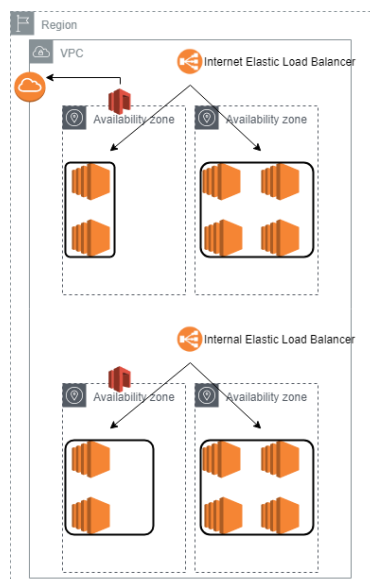 Region
VPC
Internet Elastic Load Balancer
Availability zone
Availability zone
Internal Elastic Load Balancer
Availability zone
Availability zone